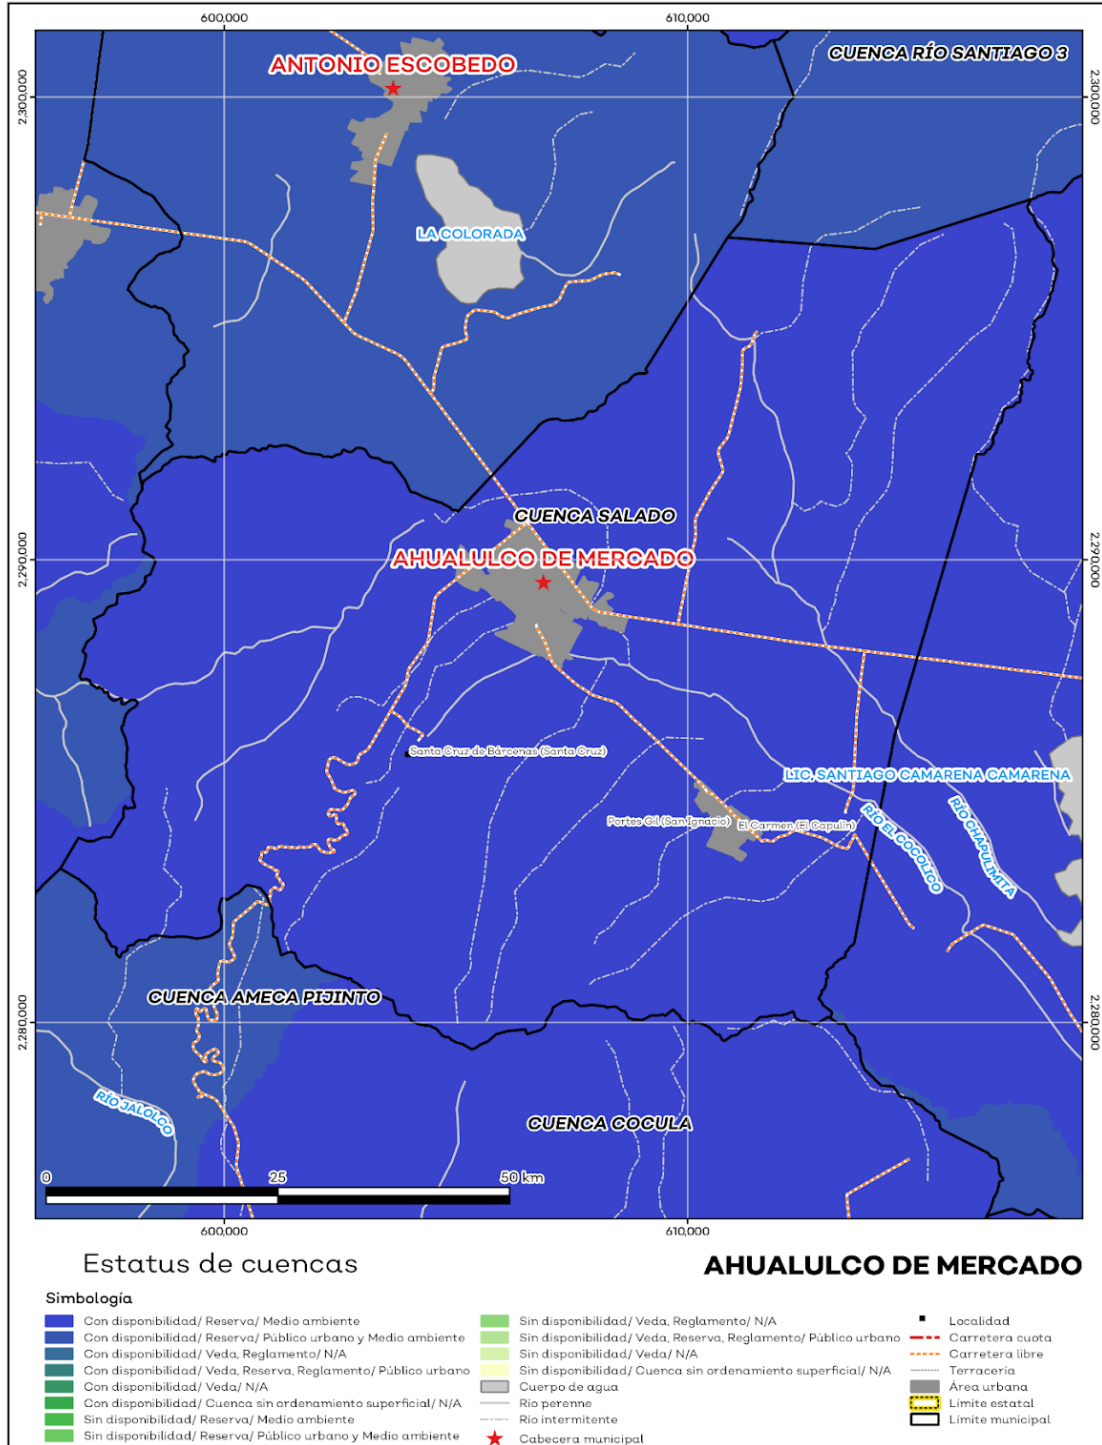 600,000
610,000
CUENCA RÍO SANTIAGO 3
ANTONIO ESCOBEDO
2,300,000
2,300,000
LA COLORADA
CUENCA SALADO
AHUALULCO DE MERCADO
2,290,000
2,290,000
Santa Cruz de Bárcenas (Santa Cruz)
LIC. SANTIAGO CAMARENA CAMARENA
Portes Gil (San Ignacio)
El Carmen (El Capulín)
RÍO EL COCOLICO
RÍO CHAPULIMITA
CUENCA AMECA PIJINTO
2,280,000
2,280,000
RÍO JALOLCO
CUENCA COCULA
0
25
50 km
600,000
610,000
Estatus de cuencas
AHUALULCO DE MERCADO
Simbología
Con disponibilidad/ Reserva/ Medio ambiente
Con disponibilidad/ Reserva/ Público urbano y Medio ambiente
Con disponibilidad/ Veda, Reglamento/ N/A
Con disponibilidad/ Veda, Reserva, Reglamento/ Público urbano
Con disponibilidad/ Veda/ N/A
Con disponibilidad/ Cuenca sin ordenamiento superficial/ N/A
Sin disponibilidad/ Reserva/ Medio ambiente
Sin disponibilidad/ Reserva/ Público urbano y Medio ambiente
Sin disponibilidad/ Veda, Reglamento/ N/A
Sin disponibilidad/ Veda, Reserva, Reglamento/ Público urbano
Sin disponibilidad/ Veda/ N/A
Sin disponibilidad/ Cuenca sin ordenamiento superficial/ N/A
Cuerpo de agua
Río perenne
Río intermitente
Cabecera municipal
Localidad
Carretera cuota
Carretera libre
Terracería
Área urbana
Límite estatal
Límite municipal